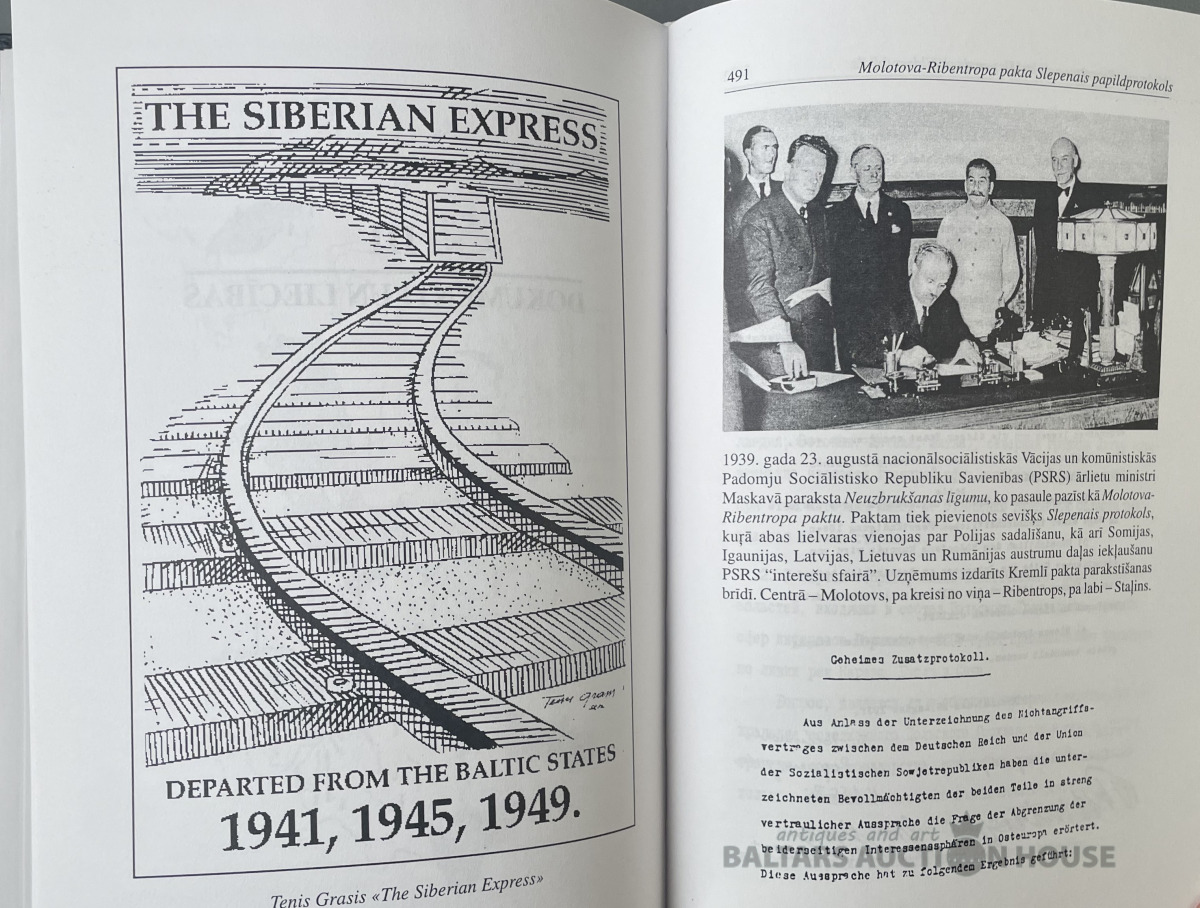 THE SIBERIAN EXPRESS
DEPARTED FROM THE BALTIC STATES
1941, 1945, 1949.
Tenis Grasis «The Siberian Express»
491
Molotova-Ribentropa pakta Slepenais papildprotokols
1939. gada 23. augustā nacionālsociālistiskās Vācijas un komūnistiskās
Padomju Sociālistisko Republiku Savienības (PSRS) ārlietu ministri
Maskavā paraksta Neuzbrukšanas līgumu, ko pasaule pazīst kā Molotova-
Ribentropa paktu. Paktam tiek pievienots sevišķs Slepenais protokols,
kuŗā abas lielvaras vienojas par Polijas sadalīšanu, kā arī Somijas,
Igaunijas, Latvijas, Lietuvas un Rumānijas austrumu daļas iekļaušanu
PSRS “interešu sfairā”. Uzņēmums izdarīts Kremlī pakta parakstīšanas
brīdī. Centrā – Molotovs, pa kreisi no viņa – Ribentrops, pa labi – Staļins.
Geheimes Zusatzprotokoll.
Aus Anlass der Unterzeichnung des Nichtangriffs-
vertrages zwischen dem Deutschen Reich und der Union
der Sozialistischen Sowjetrepubliken haben die unter-
zeichneten Bevollmächtigten der beiden Teile in streng
vertraulicher Aussprache die Frage der Abgrenzung der
beiderseitigen Interessensphären in Osteuropa erörtert.
Diese Aussprache hat zu folgendem Ergebnis geführt:
antiques and art
BALTARS AUCTION HOUSE